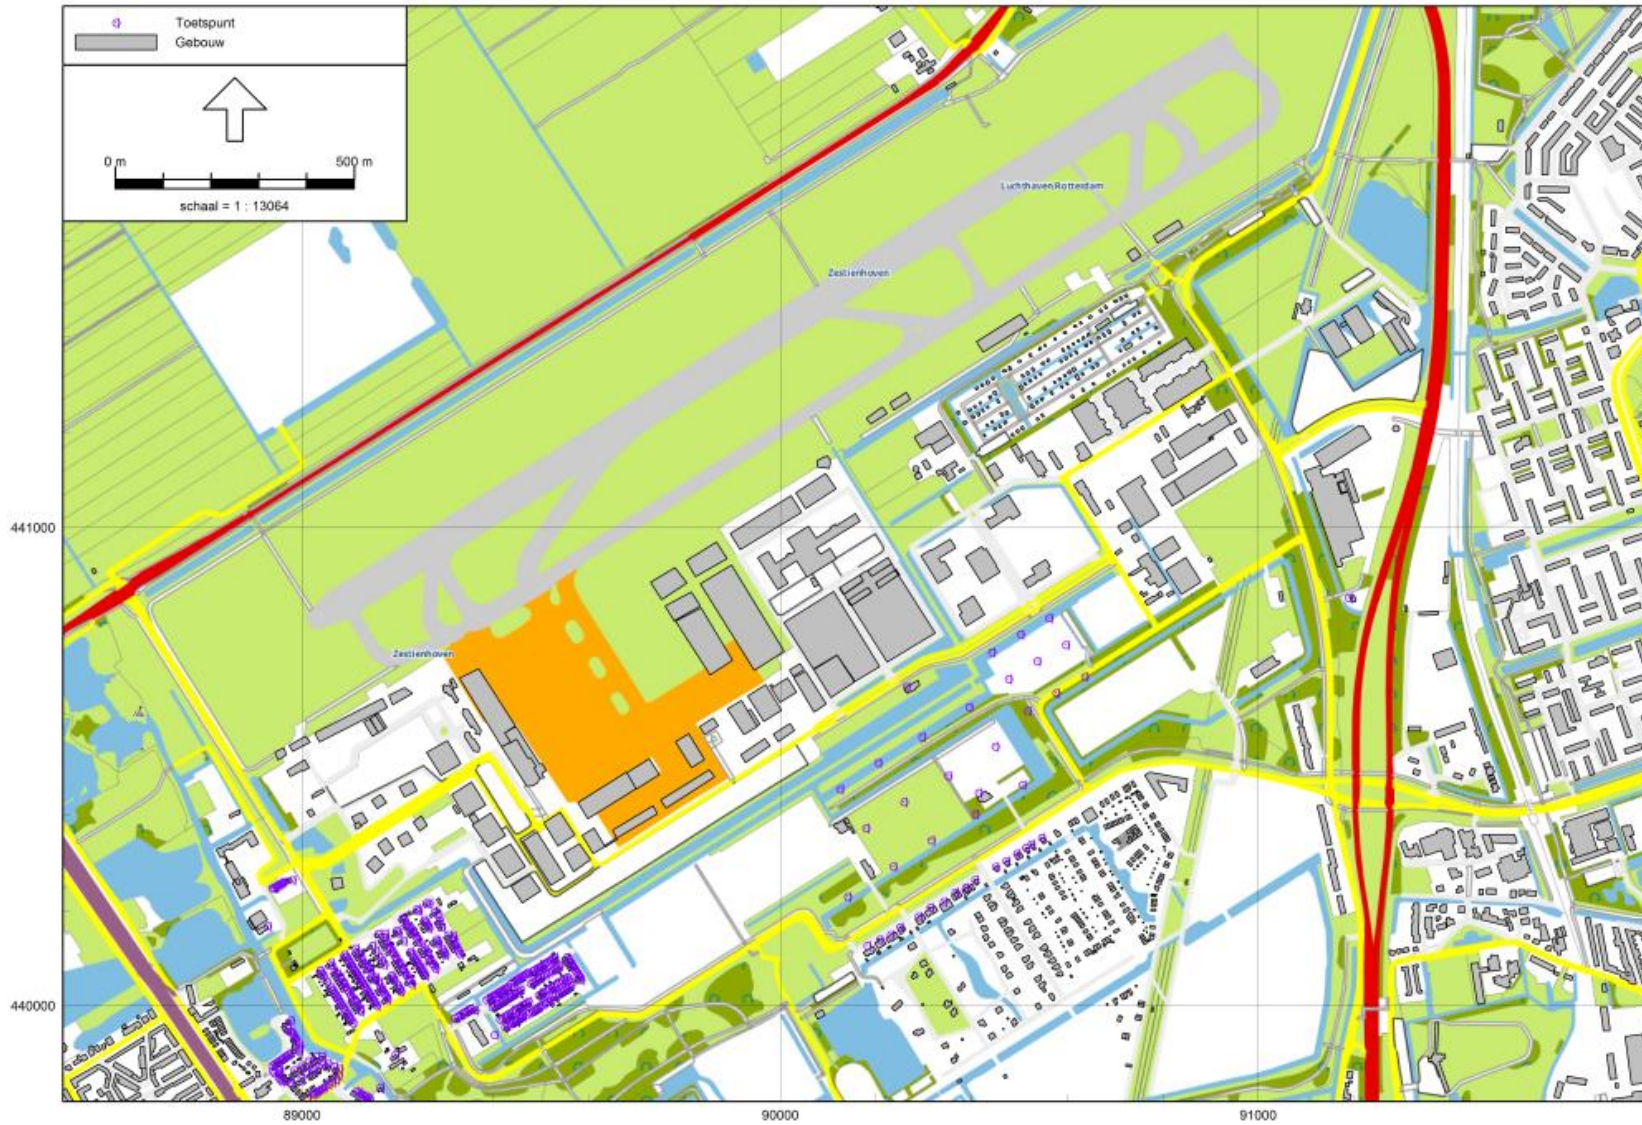 Toetspunt
Gebouw
0 m 500 m
schaal = 1 : 13064
Luchthaven Rotterdam
Zestienhoven
441000
Zestienhoven
440000
89000 90000 91000